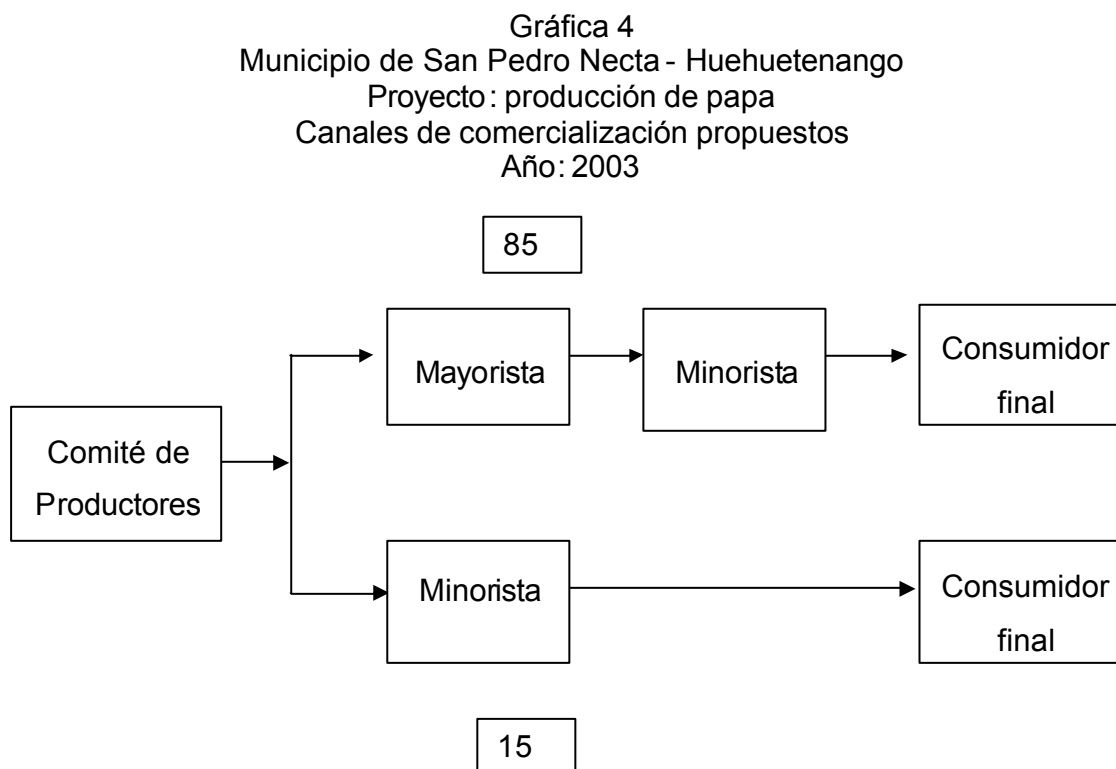 Gráfica 4
Municipio de San Pedro Necta - Huehuetenango
Proyecto: producción de papa
Canales de comercialización propuestos
Año: 2003
85
Mayorista
Minorista
Consumidor
final
Comité de
Productores
Minorista
Consumidor
final
15